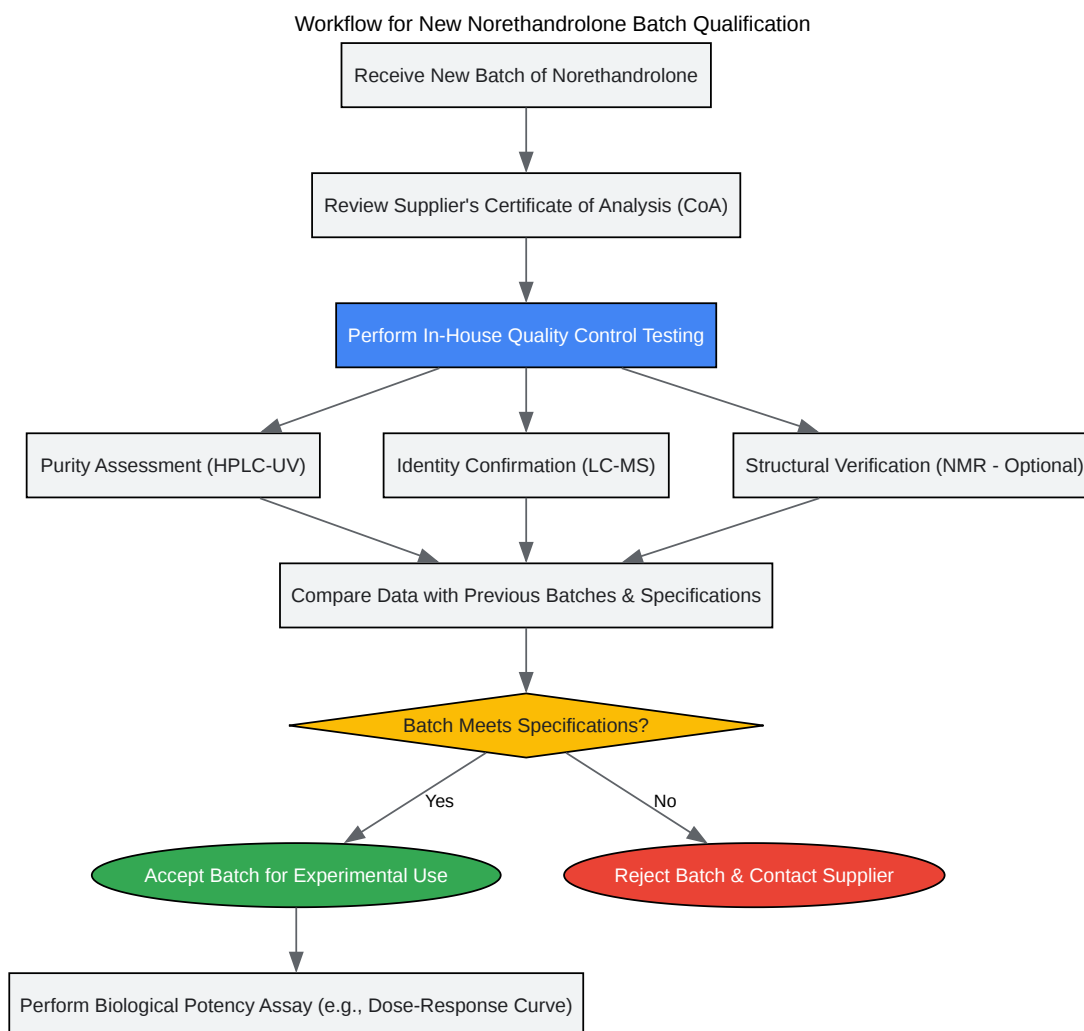 Workflow for New Norethandrolone Batch Qualification
Receive New Batch of Norethandrolone
Review Supplier's Certificate of Analysis (CoA)
Perform In-House Quality Control Testing
Purity Assessment (HPLC-UV)
Identity Confirmation (LC-MS)
Structural Verification (NMR - Optional)
Compare Data with Previous Batches & Specifications
Batch Meets Specifications?
Yes
No
Accept Batch for Experimental Use
Reject Batch & Contact Supplier
Perform Biological Potency Assay (e.g., Dose-Response Curve)